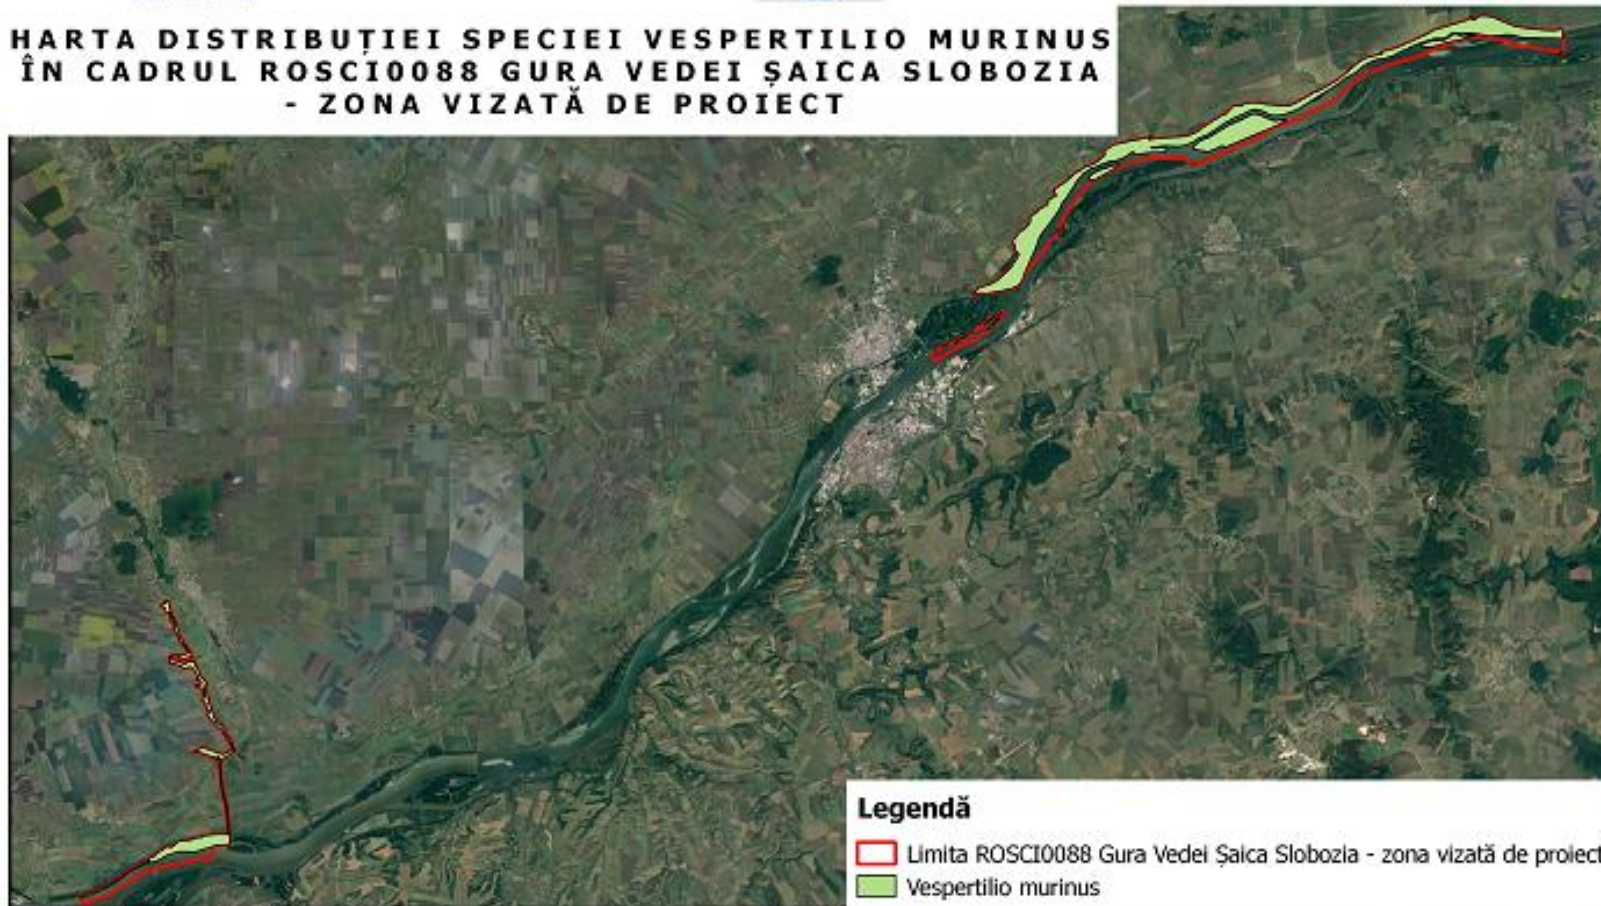 HARTA DISTRIBUȚIEI SPECIEI VESPERTILIO MURINUS
ÎN CADRUL ROSCI0088 GURA VEDEI ȘAICA SLOBOZIA
- ZONA VIZATĂ DE PROIECT
Legendă
Limita ROSCI0088 Gura Vedei Șaica Slobozia - zona vizată de proiect
Vespertilio murinus